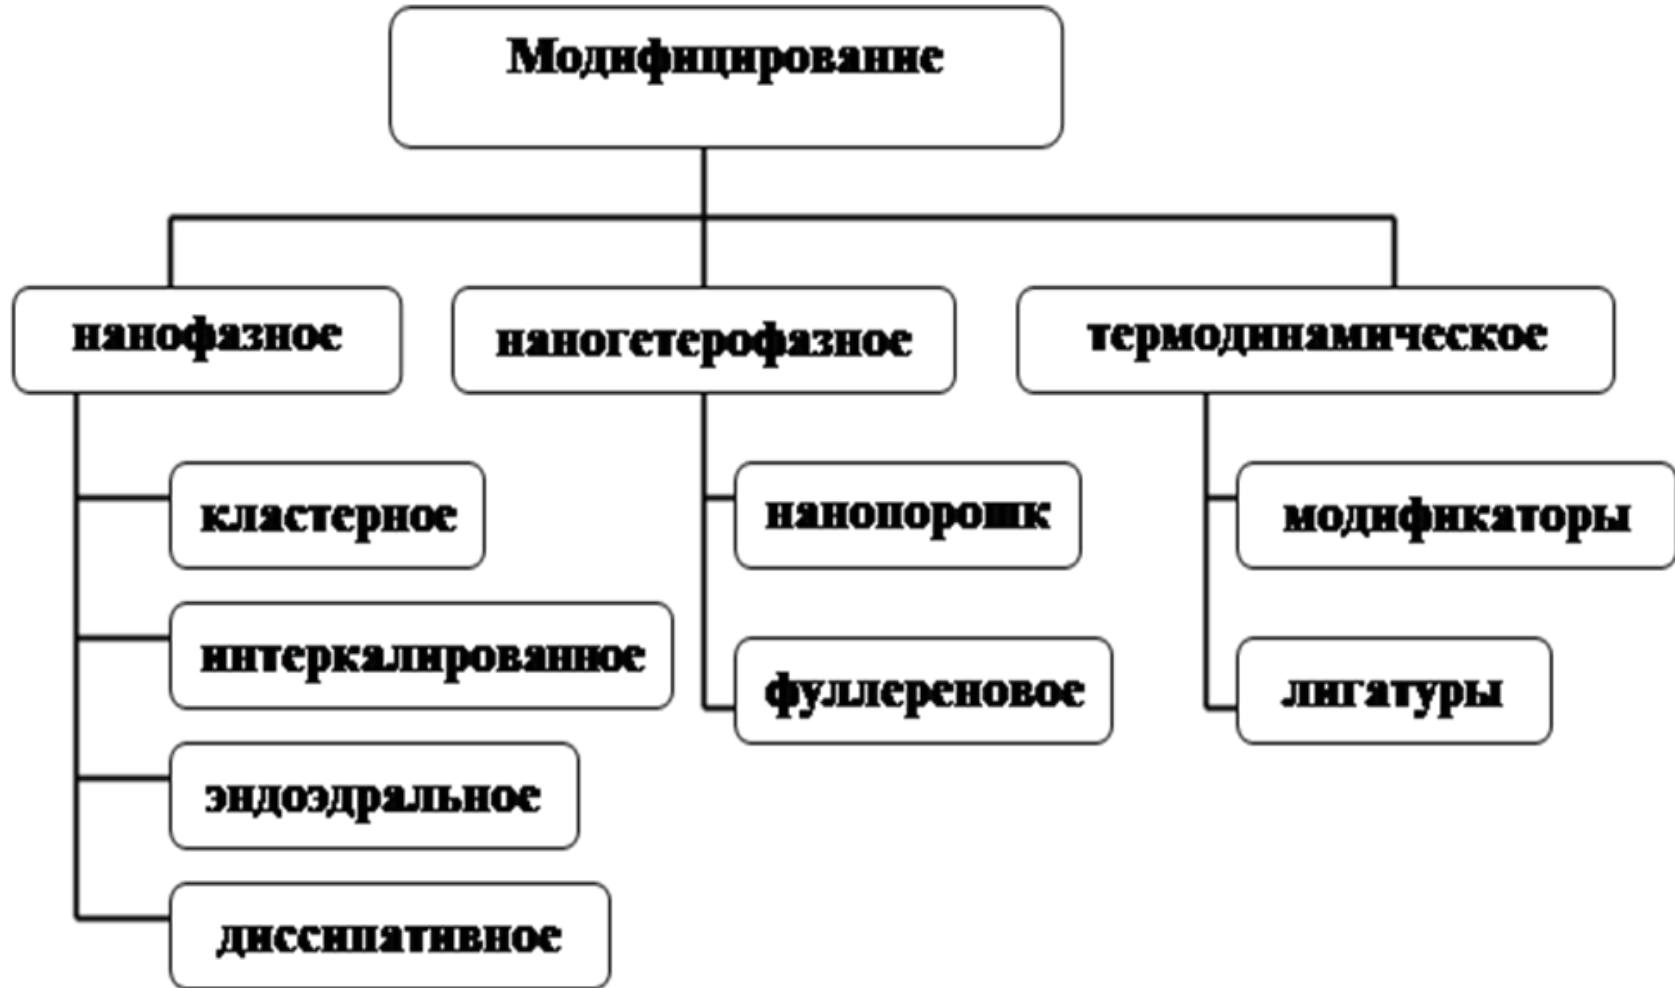 Модифицирование
нанофазное
наногетерофазное
термодинамическое
кластерное
нанопорошк
модификаторы
интеркалированное
фуллереновое
лигатуры
эндоэдральное
диссипативное